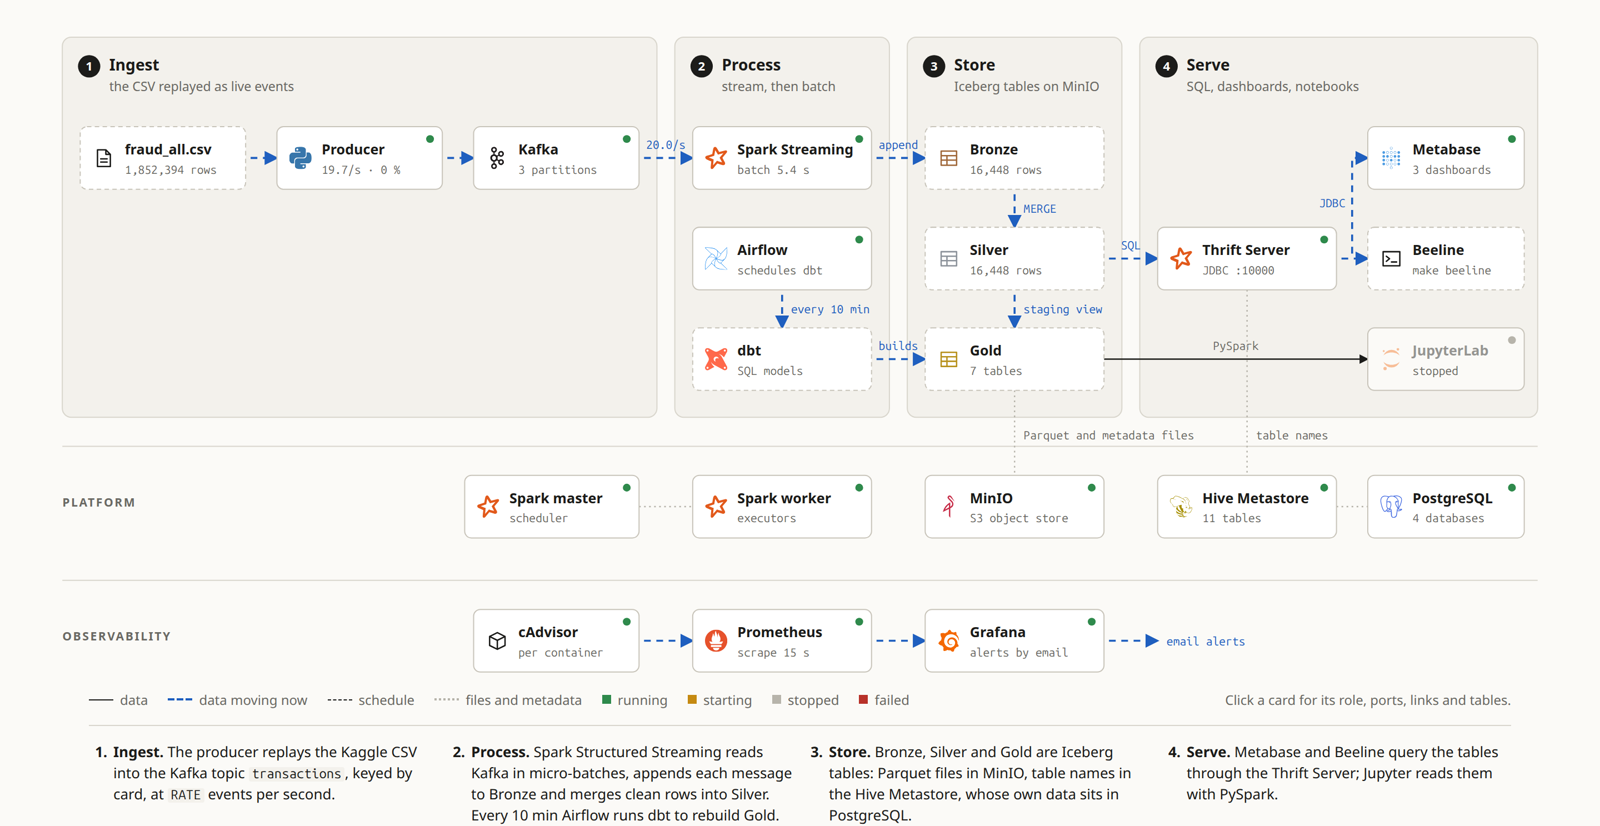 1 Ingest
the CSV replayed as live events
2 Process
stream, then batch
3 Store
Iceberg tables on MinIO
4 Serve
SQL, dashboards, notebooks
fraud_all.csv
1,852,394 rows
Producer
19.7/s · 0 %
Kafka
3 partitions
20.0/s
Spark Streaming
batch 5.4 s
append
Bronze
16,448 rows
Metabase
3 dashboards
MERGE
JDBC
Airflow
schedules dbt
Silver
16,448 rows
SQL
Thrift Server
JDBC :10000
Beeline
make beeline
every 10 min
staging view
dbt
SQL models
builds
Gold
7 tables
PySpark
JupyterLab
stopped
Parquet and metadata files
table names
PLATFORM
Spark master
scheduler
Spark worker
executors
MinIO
S3 object store
Hive Metastore
11 tables
PostgreSQL
4 databases
OBSERVABILITY
cAdvisor
per container
Prometheus
scrape 15 s
Grafana
alerts by email
email alerts
data
data moving now
schedule
files and metadata
running
starting
stopped
failed
Click a card for its role, ports, links and tables.
1. Ingest. The producer replays the Kaggle CSV
into the Kafka topic transactions, keyed by
card, at RATE events per second.
2. Process. Spark Structured Streaming reads
Kafka in micro-batches, appends each message
to Bronze and merges clean rows into Silver.
Every 10 min Airflow runs dbt to rebuild Gold.
3. Store. Bronze, Silver and Gold are Iceberg
tables: Parquet files in MinIO, table names in
the Hive Metastore, whose own data sits in
PostgreSQL.
4. Serve. Metabase and Beeline query the tables
through the Thrift Server; Jupyter reads them
with PySpark.